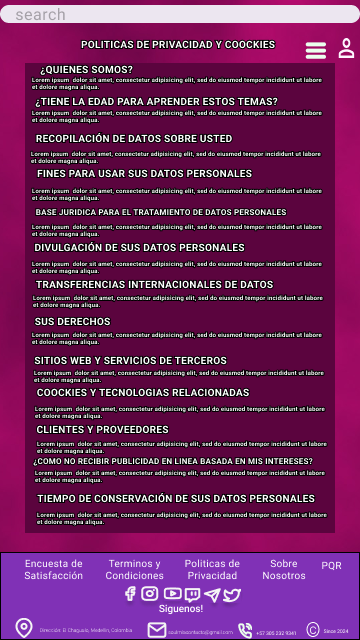 search
POLITICAS DE PRIVACIDAD Y COOCKIES
¿QUIENES SOMOS?
Lorem ipsum dolor sit amet, consectetur adipisicing elit, sed do eiusmod tempor incididunt ut labore
et dolore magna aliqua.
¿TIENE LA EDAD PARA APRENDER ESTOS TEMAS?
Lorem ipsum dolor sit amet, consectetur adipisicing elit, sed do eiusmod tempor incididunt ut labore
et dolore magna aliqua.
RECOPILACIÓN DE DATOS SOBRE USTED
Lorem ipsum dolor sit amet, consectetur adipisicing elit, sed do eiusmod tempor incididunt ut labore
et dolore magna aliqua.
FINES PARA USAR SUS DATOS PERSONALES
Lorem ipsum dolor sit amet, consectetur adipisicing elit, sed do eiusmod tempor incididunt ut labore
et dolore magna aliqua.
BASE JURIDICA PARA EL TRATAMIENTO DE DATOS PERSONALES
Lorem ipsum dolor sit amet, consectetur adipisicing elit, sed do eiusmod tempor incididunt ut labore
et dolore magna aliqua.
DIVULGACIÓN DE SUS DATOS PERSONALES
Lorem ipsum dolor sit amet, consectetur adipisicing elit, sed do eiusmod tempor incididunt ut labore
et dolore magna aliqua.
TRANSFERENCIAS INTERNACIONALES DE DATOS
Lorem ipsum dolor sit amet, consectetur adipisicing elit, sed do eiusmod tempor incididunt ut labore
et dolore magna aliqua.
SUS DERECHOS
Lorem ipsum dolor sit amet, consectetur adipisicing elit, sed do eiusmod tempor incididunt ut labore
et dolore magna aliqua.
SITIOS WEB Y SERVICIOS DE TERCEROS
Lorem ipsum dolor sit amet, consectetur adipisicing elit, sed do eiusmod tempor incididunt ut labore
et dolore magna aliqua.
COOCKIES Y TECNOLOGIAS RELACIONADAS
Lorem ipsum dolor sit amet, consectetur adipisicing elit, sed do eiusmod tempor incididunt ut labore
et dolore magna aliqua.
CLIENTES Y PROVEEDORES
Lorem ipsum dolor sit amet, consectetur adipisicing elit, sed do eiusmod tempor incididunt ut labore
et dolore magna aliqua.
¿COMO NO RECIBIR PUBLICIDAD EN LINEA BASADA EN MIS INTERESES?
Lorem ipsum dolor sit amet, consectetur adipisicing elit, sed do eiusmod tempor incididunt ut labore
et dolore magna aliqua.
TIEMPO DE CONSERVACIÓN DE SUS DATOS PERSONALES
Lorem ipsum dolor sit amet, consectetur adipisicing elit, sed do eiusmod tempor incididunt ut labore
et dolore magna aliqua.
Encuesta de Satisfacción
Terminos y Condiciones
Politicas de Privacidad
Sobre Nosotros
PQR
Siguenos!
Dirección: El Chagualo, Medellín, Colombia
+57 305 232 9341
Since 2024